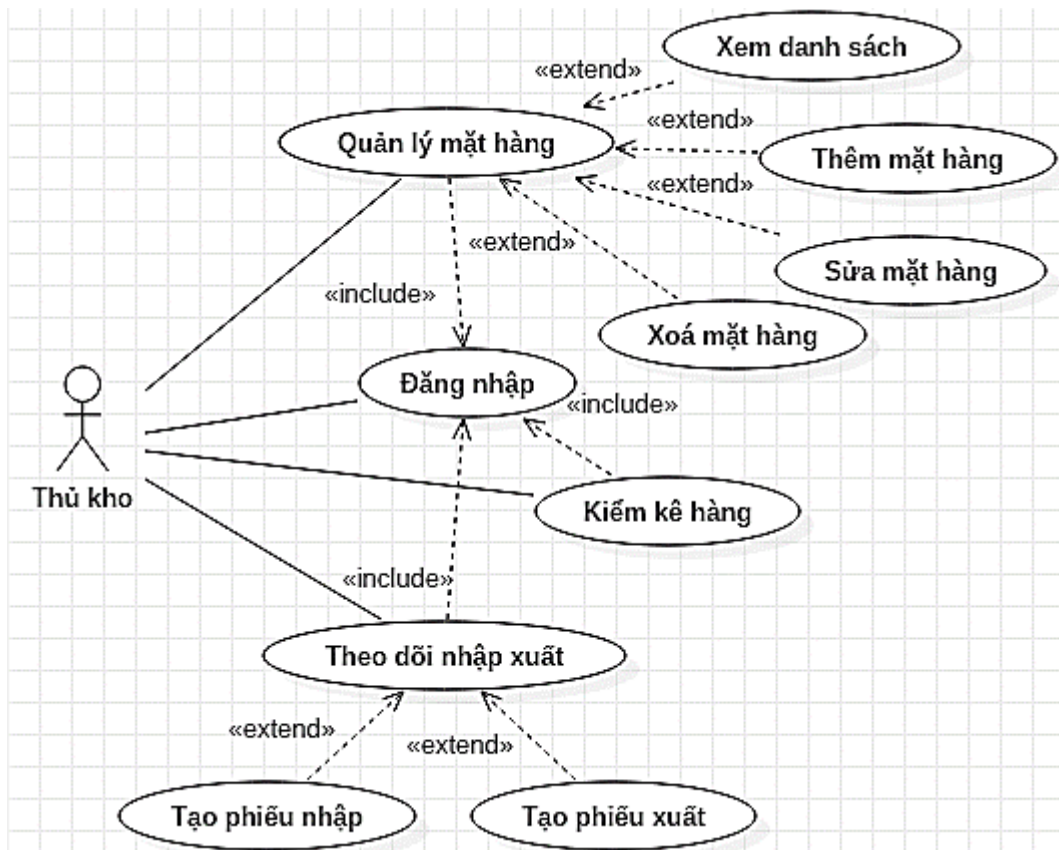 Xem danh sách
«extend»
«extend»
Quản lý mặt hàng
Thêm mặt hàng
«extend»
«extend»
Sửa mặt hàng
«include»
Xoá mặt hàng
Đăng nhập
«include»
Thủ kho
Kiểm kê hàng
«include»
Theo dõi nhập xuất
«extend»
«extend»
Tạo phiếu nhập
Tạo phiếu xuất